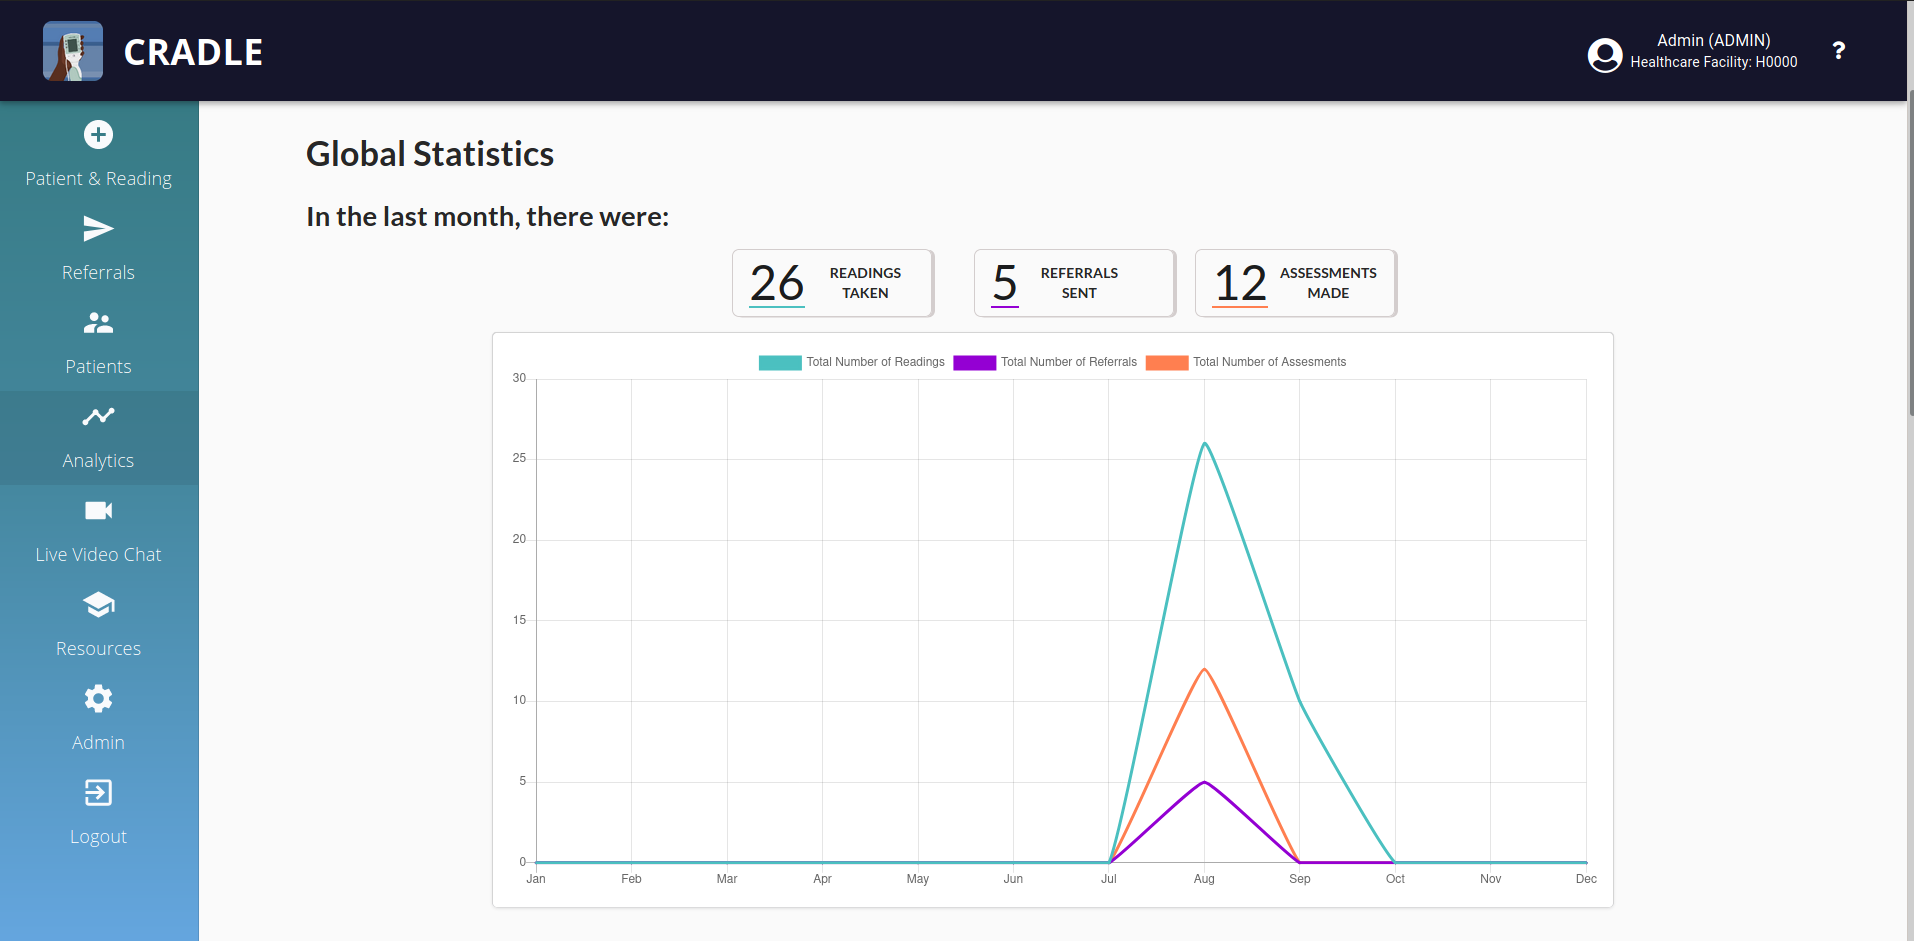 CRADLE
Admin (ADMIN)
Healthcare Facility: H0000
?
Patient & Reading
Referrals
Patients
Analytics
Live Video Chat
Resources
Admin
Logout
Global Statistics
In the last month, there were:
26 READINGS TAKEN
5 REFERRALS SENT
12 ASSESSMENTS MADE
Total Number of Readings Total Number of Referrals Total Number of Assesments
30
25
20
15
10
5
0
Jan Feb Mar Apr May Jun Jul Aug Sep Oct Nov Dec